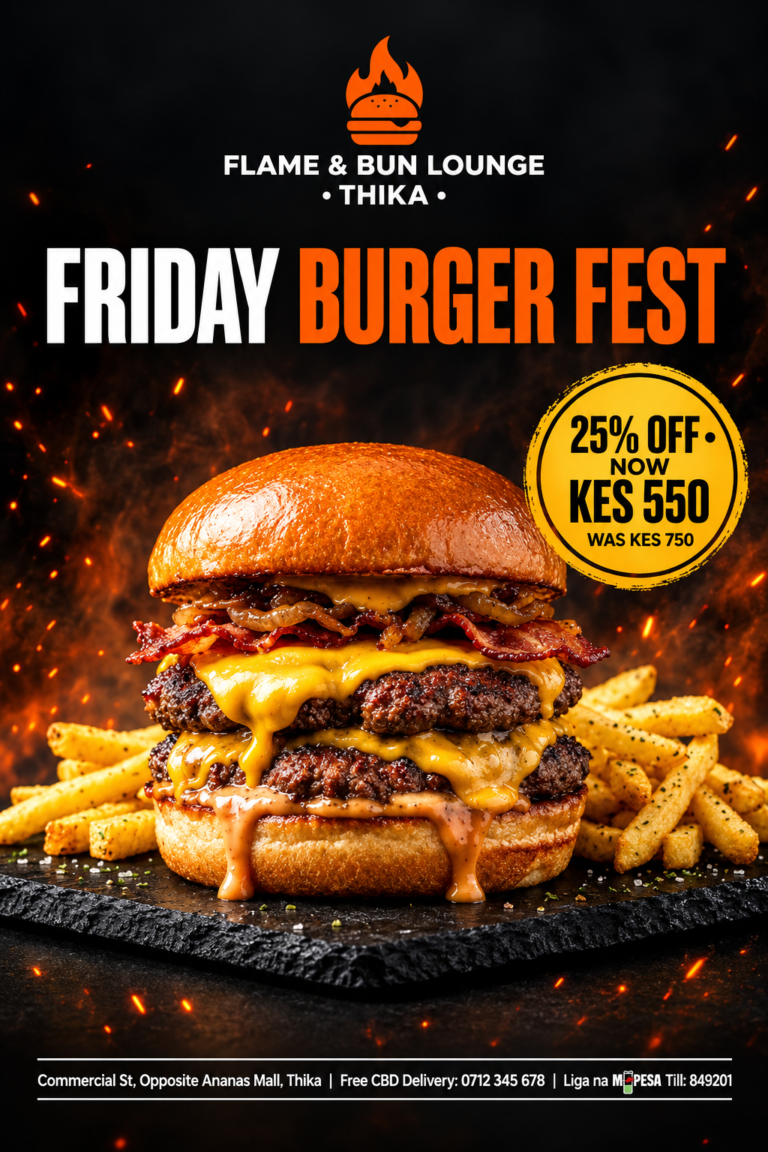 FLAME & BUN LOUNGE
• THIKA •
FRIDAY BURGER FEST
25% OFF•
NOW
KES 550
WAS KES 750
Commercial St, Opposite Ananas Mall, Thika | Free CBD Delivery: 0712 345 678 | Liga na M-PESA Till: 849201